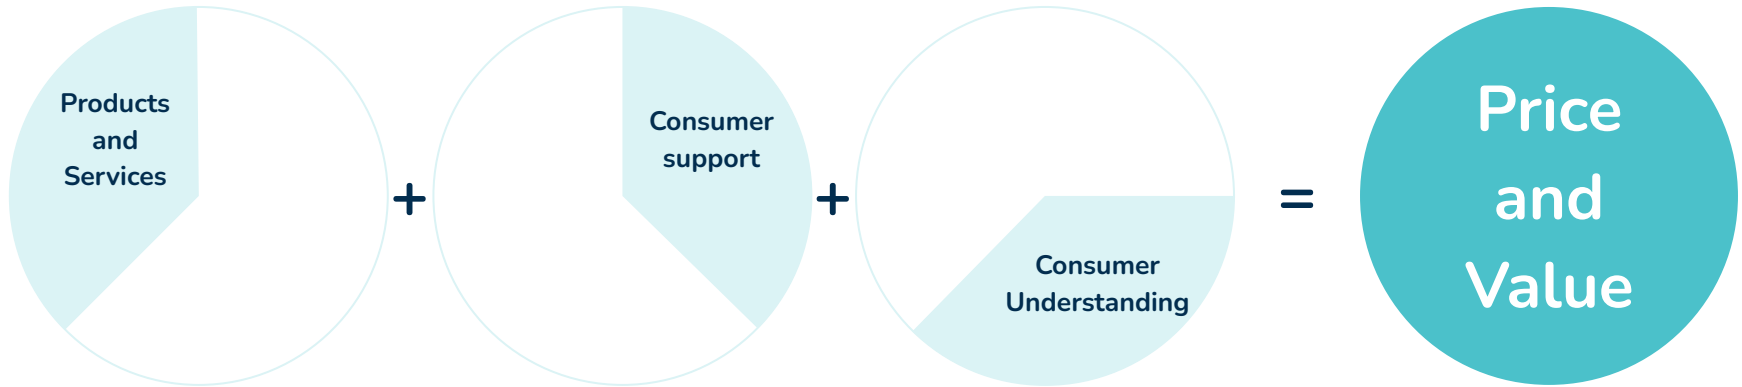 Products
and
Services
+
Consumer
support
+
Consumer
Understanding
=
Price
and
Value